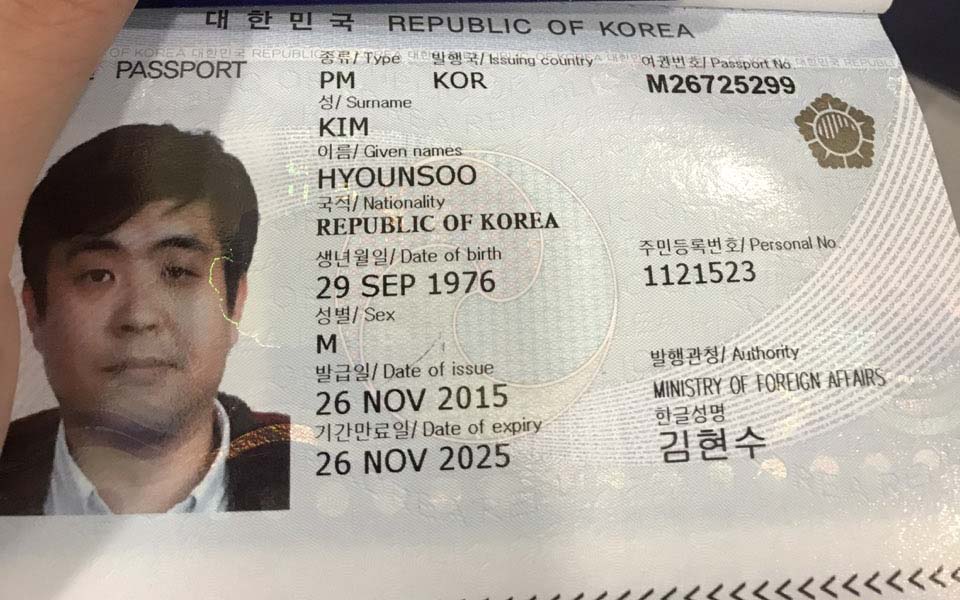 대한민국 REPUBLIC OF KOREA
PASSPORT
종류/ Type 발행국/ Issuing country 여권번호/ Passport No.
PM KOR M26725299
성/ Surname
KIM
이름/ Given names
HYOUNSOO
국적/ Nationality
REPUBLIC OF KOREA
생년월일/ Date of birth 주민등록번호/ Personal No.
29 SEP 1976 1121523
성별/ Sex
M
발급일/ Date of issue 발행관청/ Authority
26 NOV 2015 MINISTRY OF FOREIGN AFFAIRS
기간만료일/ Date of expiry 한글성명
26 NOV 2025 김현수